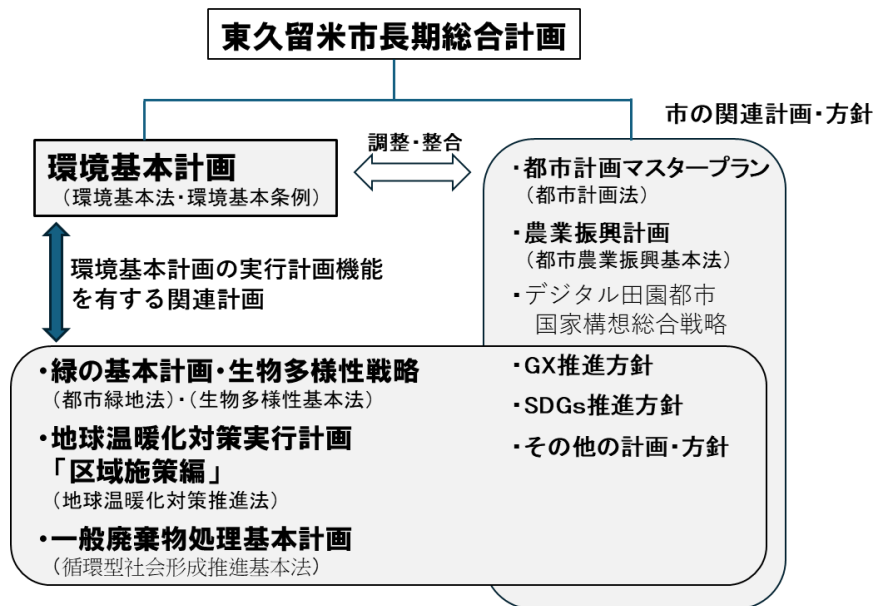 東久留米市長期総合計画
市の関連計画・方針
環境基本計画
（環境基本法・環境基本条例）
調整・整合
・都市計画マスタープラン
（都市計画法）
・農業振興計画
（都市農業振興基本法）
・デジタル田園都市
国家構想総合戦略
環境基本計画の実行計画機能
を有する関連計画
・緑の基本計画・生物多様性戦略
（都市緑地法）・（生物多様性基本法）
・地球温暖化対策実行計画
「区域施策編」
（地球温暖化対策推進法）
・一般廃棄物処理基本計画
（循環型社会形成推進基本法）
・GX推進方針
・SDGs推進方針
・その他の計画・方針